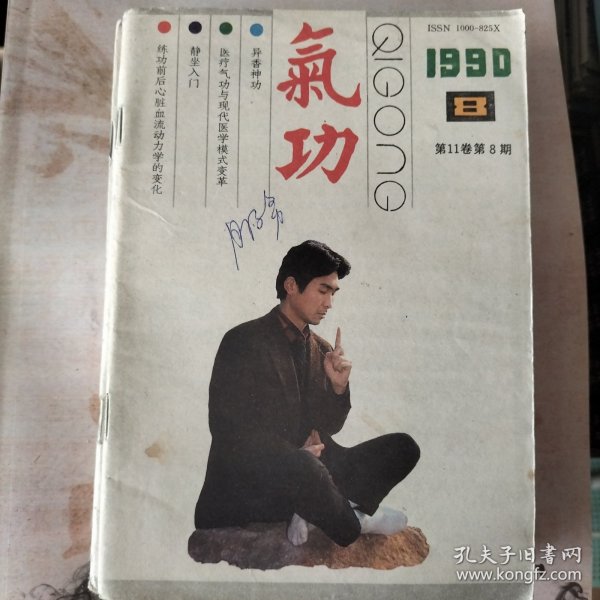 ISSN 1000-825X
1990
8
第11卷第8期
QIGONG
氣功
异香神功
医疗气功与现代医学模式变革
静坐入门
练功前后心脏血流动力学的变化
孔夫子旧书网
www.kongfz.com